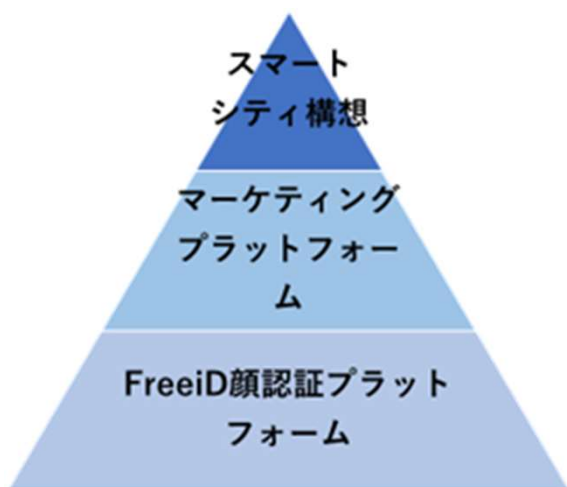 スマート
シティ構想
マーケティング
プラットフォー
ム
FreeiD顔認証プラット
フォーム